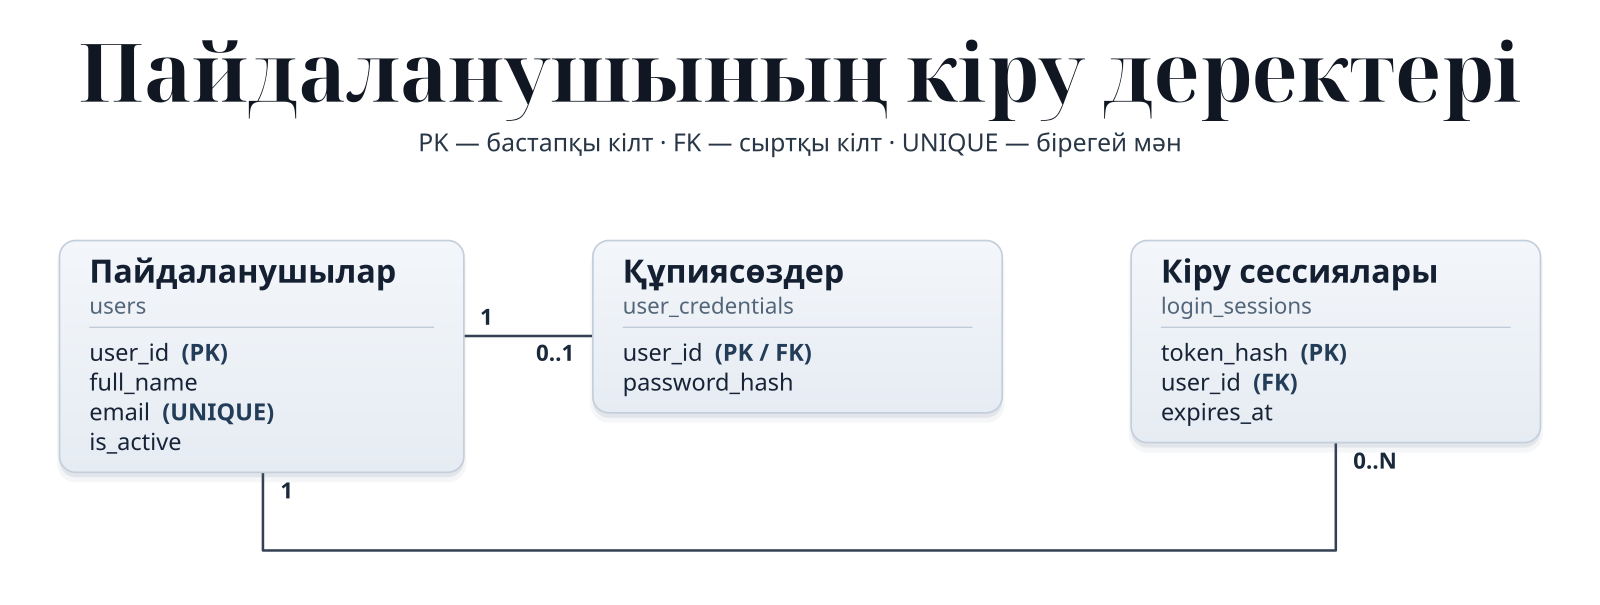 Пайдаланушының кіру деректері
PK — бастапқы кілт · FK — сыртқы кілт · UNIQUE — бірегей мән
Пайдаланушылар
users
user_id (PK)
full_name
email (UNIQUE)
is_active
1
0..1
1
Құпиясөздер
user_credentials
user_id (PK / FK)
password_hash
Кіру сессиялары
login_sessions
token_hash (PK)
user_id (FK)
expires_at
0..N